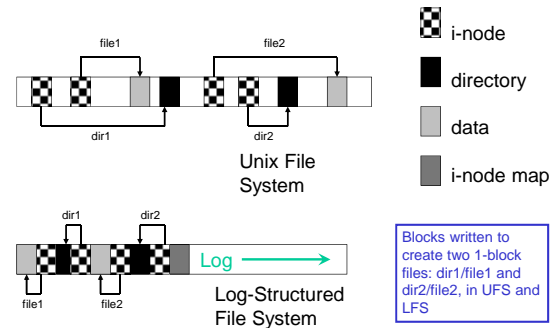 file1
file2
dir1
dir2
Unix File
System
i-node
directory
data
i-node map
dir1
dir2
Log
file1
file2
Log-Structured
File System
Blocks written to
create two 1-block
files: dir1/file1 and
dir2/file2, in UFS and
LFS